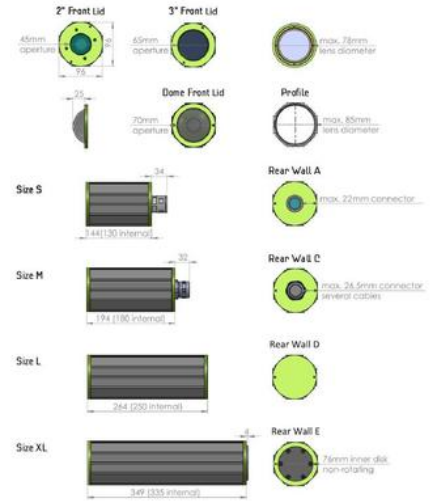 2" Front Lid
3" Front Lid
45mm
aperture
96
96
65mm
aperture
max. 78mm
lens diameter
25
Dome Front Lid
Profile
70mm
aperture
max. 85mm
lens diameter
Size S
34
144(130 internal)
Rear Wall A
max. 22mm connector
Size M
32
194 (180 internal)
Rear Wall C
max. 26.5mm connector
several cables
Size L
264 (250 internal)
Rear Wall D
Size XL
4
349 (335 internal)
Rear Wall E
76mm inner disk
non-rotating